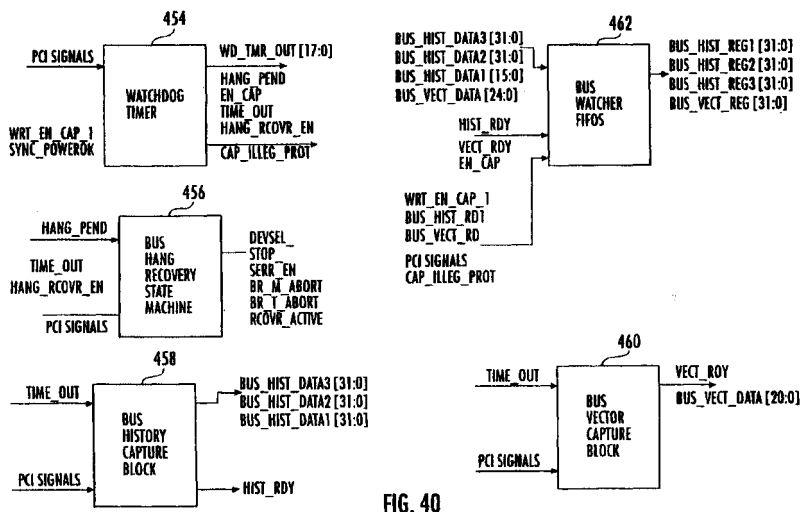 454
PCI SIGNALS
WRT_EN_CAP_1
SYNC_POWEROK
WATCHDOG
TIMER
WD_TMR_OUT [17:0]
HANG_PEND
EN_CAP
TIME_OUT
HANG_RCOVR_EN
CAP_ILLEG_PROT
462
BUS_HIST_DATA3 [31:0]
BUS_HIST_DATA2 [31:0]
BUS_HIST_DATA1 [15:0]
BUS_VECT_DATA [24:0]
HIST_RDY
VECT_RDY
EN_CAP
WRT_EN_CAP_1
BUS_HIST_RD1
BUS_VECT_RD
PCI SIGNALS
CAP_ILLEG_PROT
BUS
WATCHER
FIFOS
BUS_HIST_REG1 [31:0]
BUS_HIST_REG2 [31:0]
BUS_HIST_REG3 [31:0]
BUS_VECT_REG [31:0]
456
HANG_PEND
TIME_OUT
HANG_RCOVR_EN
PCI SIGNALS
BUS
HANG
RECOVERY
STATE
MACHINE
DEVSEL_
STOP_
SERR_EN
BR_M_ABORT
BR_T_ABORT
RCOVR_ACTIVE
458
TIME_OUT
PCI SIGNALS
BUS
HISTORY
CAPTURE
BLOCK
BUS_HIST_DATA3 [31:0]
BUS_HIST_DATA2 [31:0]
BUS_HIST_DATA1 [31:0]
HIST_RDY
460
TIME_OUT
PCI SIGNALS
BUS
VECTOR
CAPTURE
BLOCK
VECT_ROY
BUS_VECT_DATA [20:0]
FIG. 40